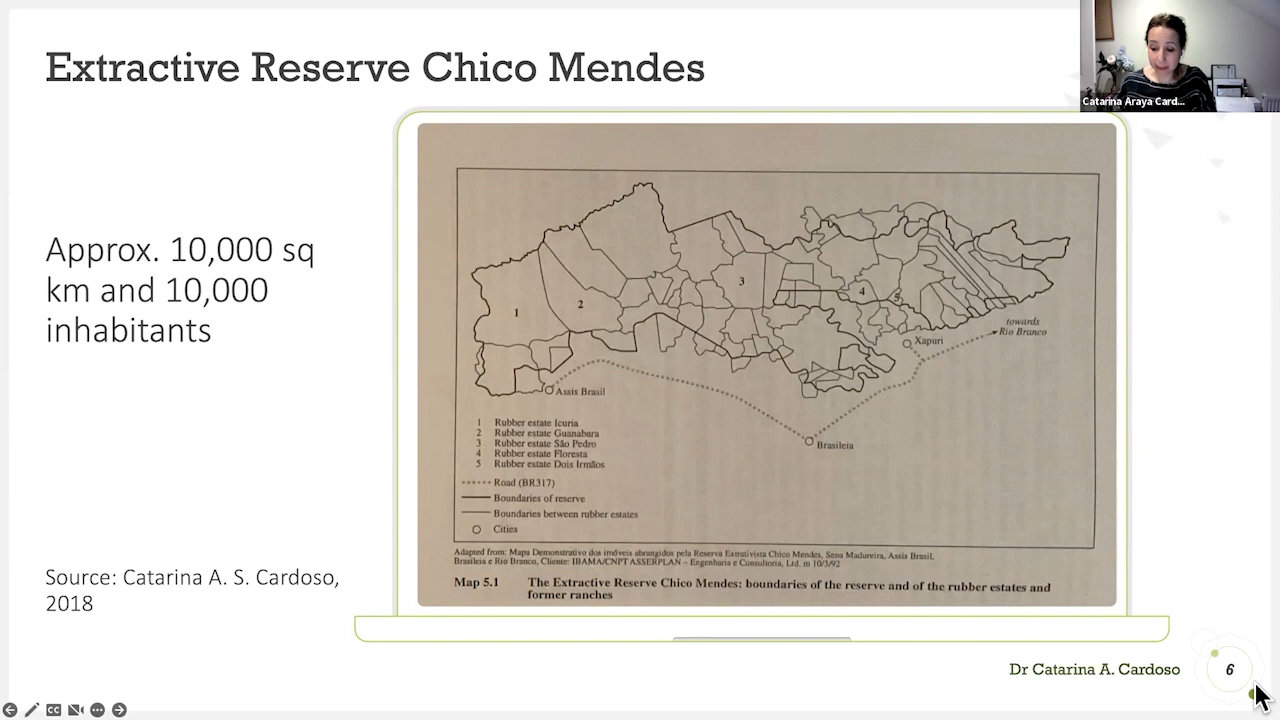 Extractive Reserve Chico Mendes
Catarina Araya Card...
Approx. 10,000 sq
km and 10,000
inhabitants
1
2
3
4
5
towards
Rio Branco
Xapuri
Assis Brasil
Brasileia
1 Rubber estate Icuria
2 Rubber estate Guanabara
3 Rubber estate São Pedro
4 Rubber estate Floresta
5 Rubber estate Dois Irmãos
Road (BR317)
Boundaries of reserve
Boundaries between rubber estates
Cities
Adapted from: Mapa Demonstrativo dos imóveis abrangidos pela Reserva Extrativista Chico Mendes, Sena Madureira, Assis Brasil,
Brasileia e Rio Branco, Cliente: IBAMA/CNPT ASSERPLAN – Engenharia e Consultoria, Ltd. m 10/3/92
Map 5.1 The Extractive Reserve Chico Mendes: boundaries of the reserve and of the rubber estates and
former ranches
Source: Catarina A. S. Cardoso,
2018
Dr Catarina A. Cardoso
6
CC